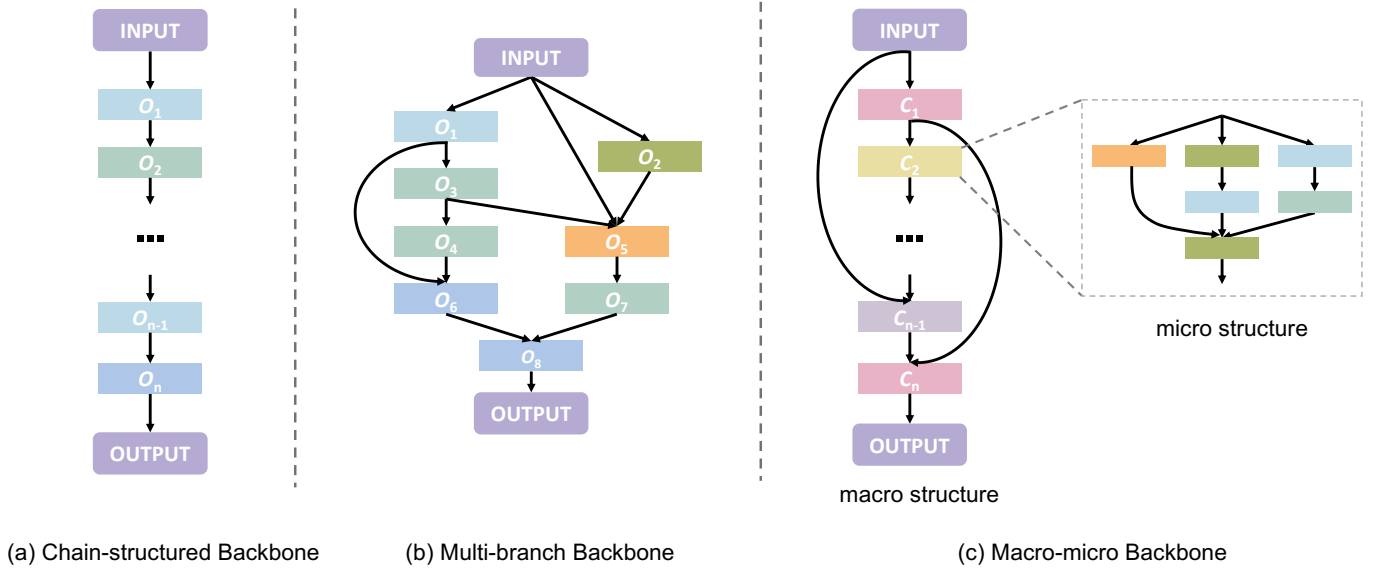 INPUT
O1
O2
...
On-1
On
OUTPUT
(a) Chain-structured Backbone
INPUT
O1
O2
O3
O4
O5
O6
O7
O8
OUTPUT
(b) Multi-branch Backbone
INPUT
C1
C2
...
Cn-1
Cn
OUTPUT
macro structure
micro structure
(c) Macro-micro Backbone